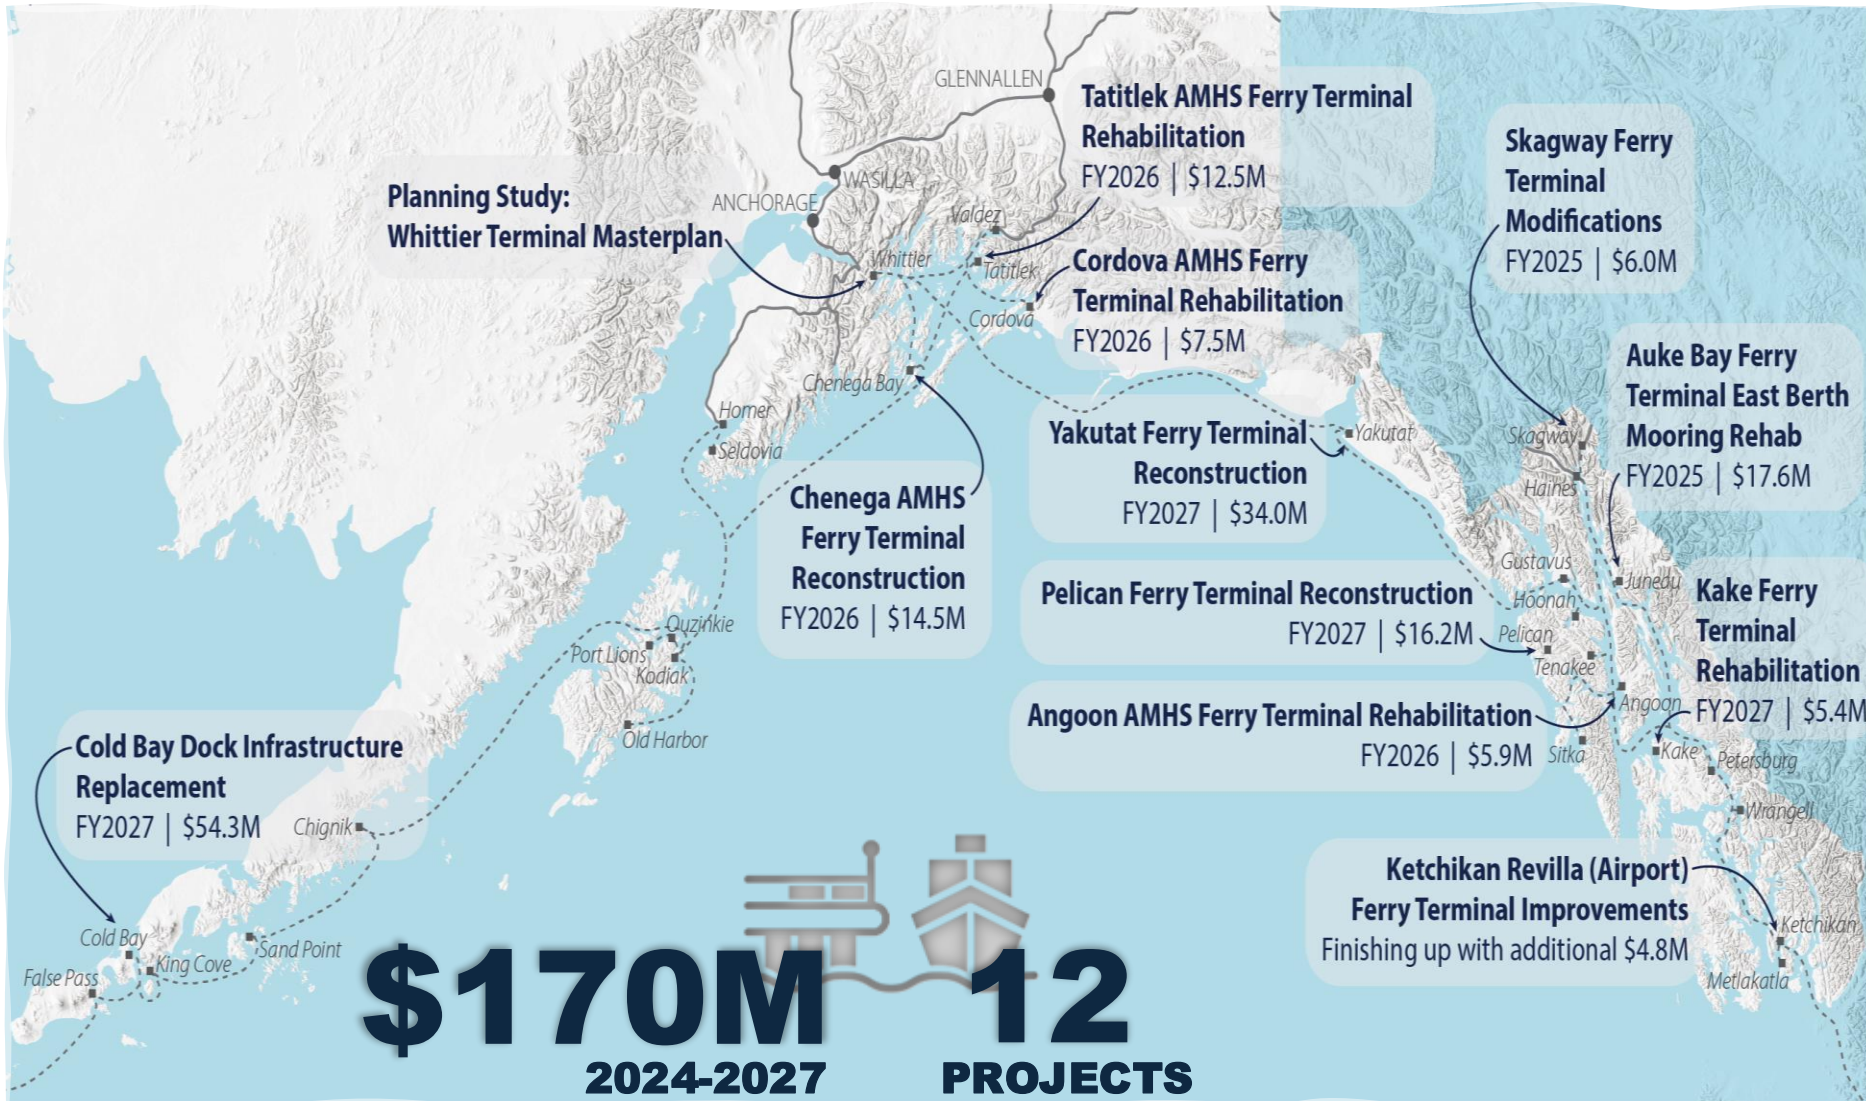 GLENNALLEN
Tatitlek AMHS Ferry Terminal
Rehabilitation
FY2026 | $12.5M
Skagway Ferry
Terminal
Modifications
FY2025 | $6.0M
Planning Study:
Whittier Terminal Masterplan
WASILLA
ANCHORAGE
Valdez
Whittier
Tatitlek
Cordova AMHS Ferry
Terminal Rehabilitation
FY2026 | $7.5M
Cordova
Chenega Bay
Auke Bay Ferry
Terminal East Berth
Mooring Rehab
FY2025 | $17.6M
Homer
Seldovia
Yakutat Ferry Terminal
Reconstruction
FY2027 | $34.0M
Yakutat
Skagway
Haines
Chenega AMHS
Ferry Terminal
Reconstruction
FY2026 | $14.5M
Gustavus
Juneau
Hoonah
Pelican Ferry Terminal Reconstruction
FY2027 | $16.2M
Pelican
Tenakee
Kake Ferry
Terminal
Rehabilitation
FY2027 | $5.4M
Ouzinkie
Port Lions
Kodiak
Old Harbor
Angoon AMHS Ferry Terminal Rehabilitation
FY2026 | $5.9M
Angoon
Sitka
Kake
Petersburg
Wrangell
Cold Bay Dock Infrastructure
Replacement
FY2027 | $54.3M
Chignik
Ketchikan Revilla (Airport)
Ferry Terminal Improvements
Finishing up with additional $4.8M
Ketchikan
Metlakatla
Cold Bay
Sand Point
King Cove
False Pass
$170M
2024-2027
12
PROJECTS